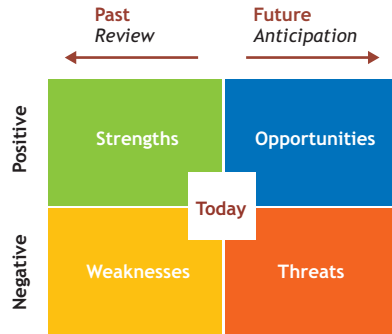 Past
Review
Future
Anticipation
Positive
Strengths
Opportunities
Today
Negative
Weaknesses
Threats